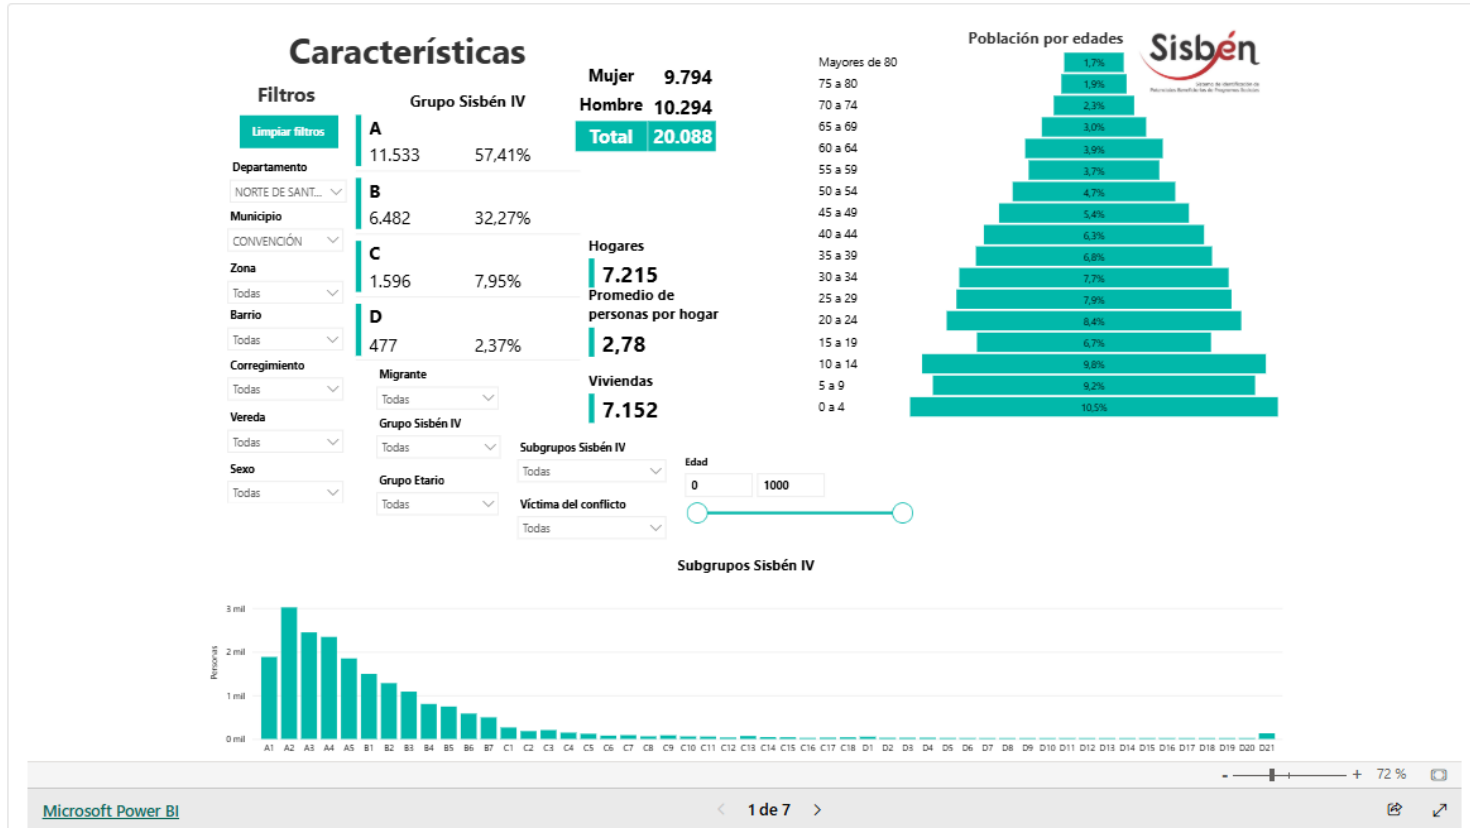 Características
Filtros
Limpiar filtros
Departamento
NORTE DE SANT...
Municipio
CONVENCIÓN
Zona
Todas
Barrio
Todas
Corregimiento
Todas
Vereda
Todas
Sexo
Todas
Grupo Sisbén IV
A
11.533 57,41%
B
6.482 32,27%
C
1.596 7,95%
D
477 2,37%
Migrante
Todas
Grupo Sisbén IV
Todas
Grupo Etario
Todas
Mujer 9.794
Hombre 10.294
Total 20.088
Hogares
7.215
Promedio de
personas por hogar
2,78
Viviendas
7.152
Subgrupos Sisbén IV
Todas
Víctima del conflicto
Todas
Edad
0 1000
Población por edades
Sisbén
Sistema de Identificación de
Potenciales Beneficiarios de Programas Sociales
Mayores de 80 1,7%
75 a 80 1,9%
70 a 74 2,3%
65 a 69 3,0%
60 a 64 3,9%
55 a 59 3,7%
50 a 54 4,7%
45 a 49 5,4%
40 a 44 6,3%
35 a 39 6,8%
30 a 34 7,7%
25 a 29 7,9%
20 a 24 8,4%
15 a 19 6,7%
10 a 14 9,8%
5 a 9 9,2%
0 a 4 10,5%
Subgrupos Sisbén IV
Personas
3 mil
2 mil
1 mil
0 mil
A1 A2 A3 A4 A5 B1 B2 B3 B4 B5 B6 B7 C1 C2 C3 C4 C5 C6 C7 C8 C9 C10 C11 C12 C13 C14 C15 C16 C17 C18 D1 D2 D3 D4 D5 D6 D7 D8 D9 D10 D11 D12 D13 D14 D15 D16 D17 D18 D19 D20 D21
- + 72 %
Microsoft Power BI
1 de 7